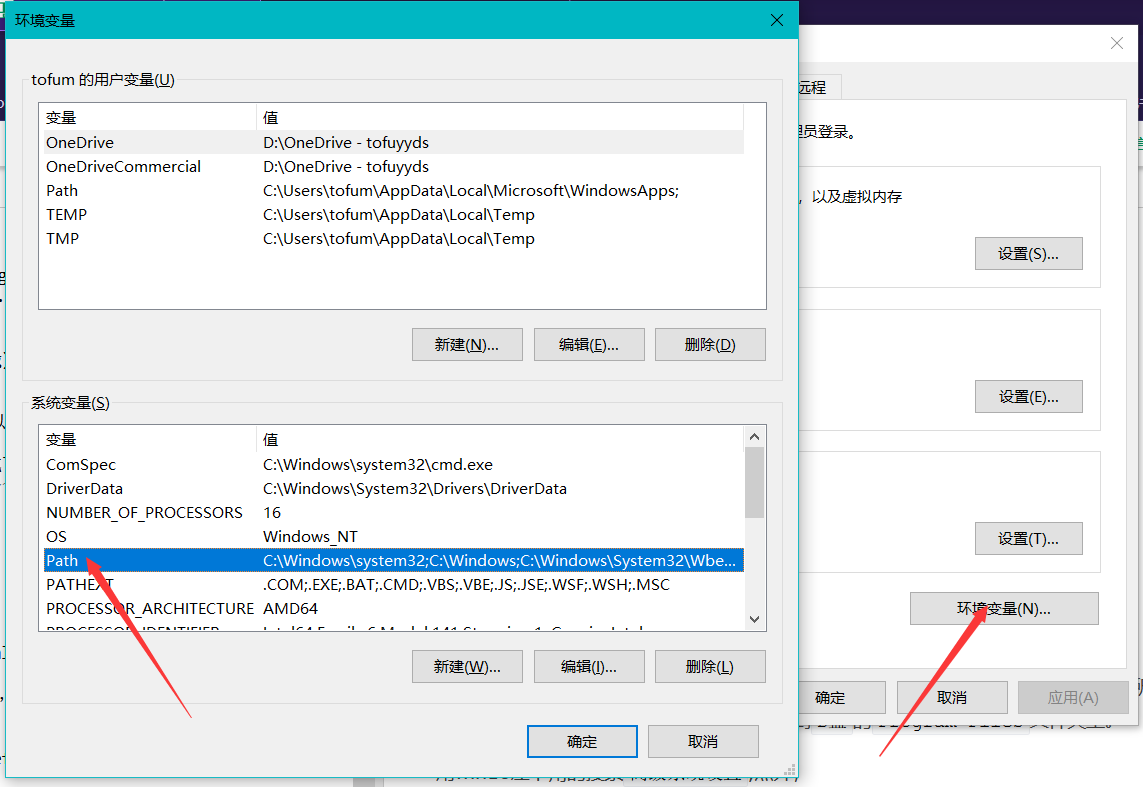 环境变量
tofum 的用户变量(U)
变量 值
OneDrive D:\OneDrive - tofuyyds
OneDriveCommercial D:\OneDrive - tofuyyds
Path C:\Users\tofum\AppData\Local\Microsoft\WindowsApps;
TEMP C:\Users\tofum\AppData\Local\Temp
TMP C:\Users\tofum\AppData\Local\Temp
新建(N)... 编辑(E)... 删除(D)
系统变量(S)
变量 值
ComSpec C:\Windows\system32\cmd.exe
DriverData C:\Windows\System32\Drivers\DriverData
NUMBER_OF_PROCESSORS 16
OS Windows_NT
Path C:\Windows\system32;C:\Windows;C:\Windows\System32\Wbe...
PATHEXT .COM;.EXE;.BAT;.CMD;.VBS;.VBE;.JS;.JSE;.WSF;.WSH;.MSC
PROCESSOR_ARCHITECTURE AMD64
新建(W)... 编辑(I)... 删除(L)
确定 取消
远程
员登录。
，以及虚拟内存
设置(S)...
设置(E)...
设置(T)...
环境变量(N)...
确定 取消 应用(A)